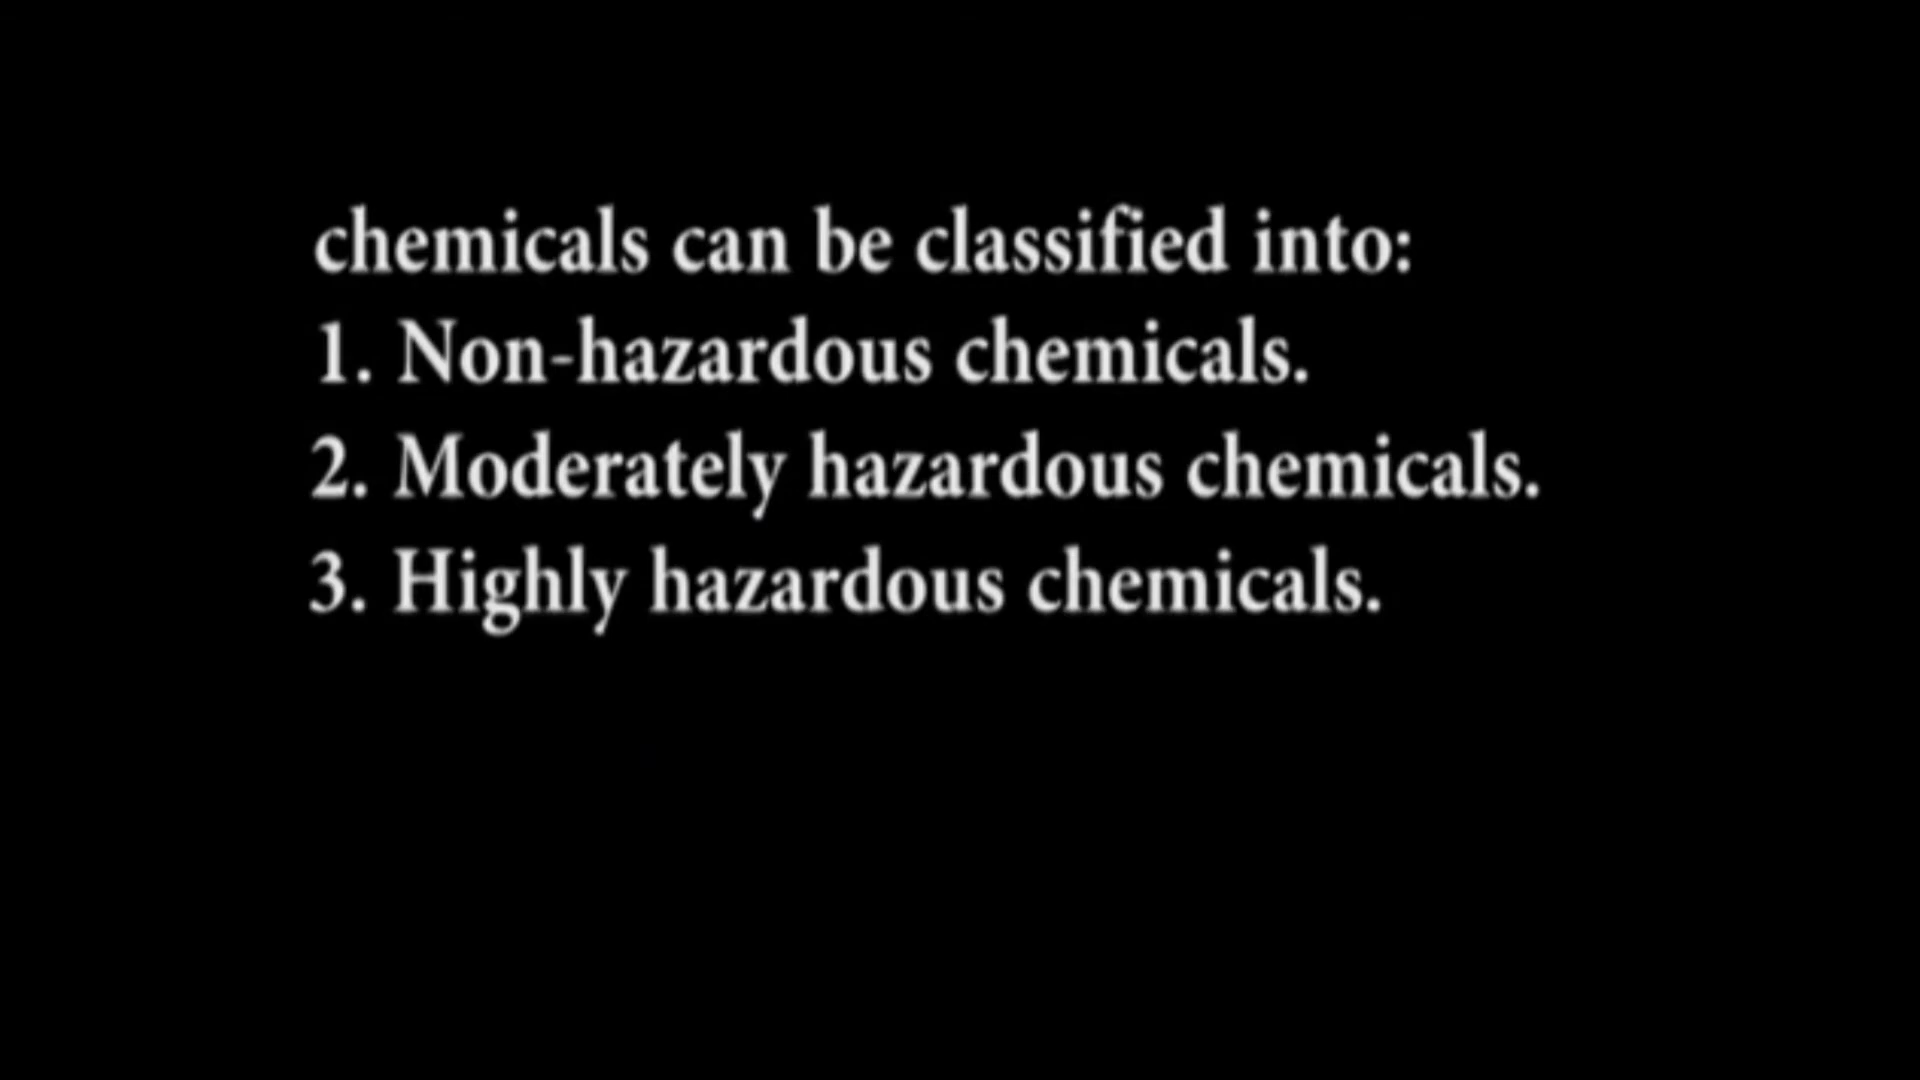 chemicals can be classified into:
1. Non-hazardous chemicals.
2. Moderately hazardous chemicals.
3. Highly hazardous chemicals.